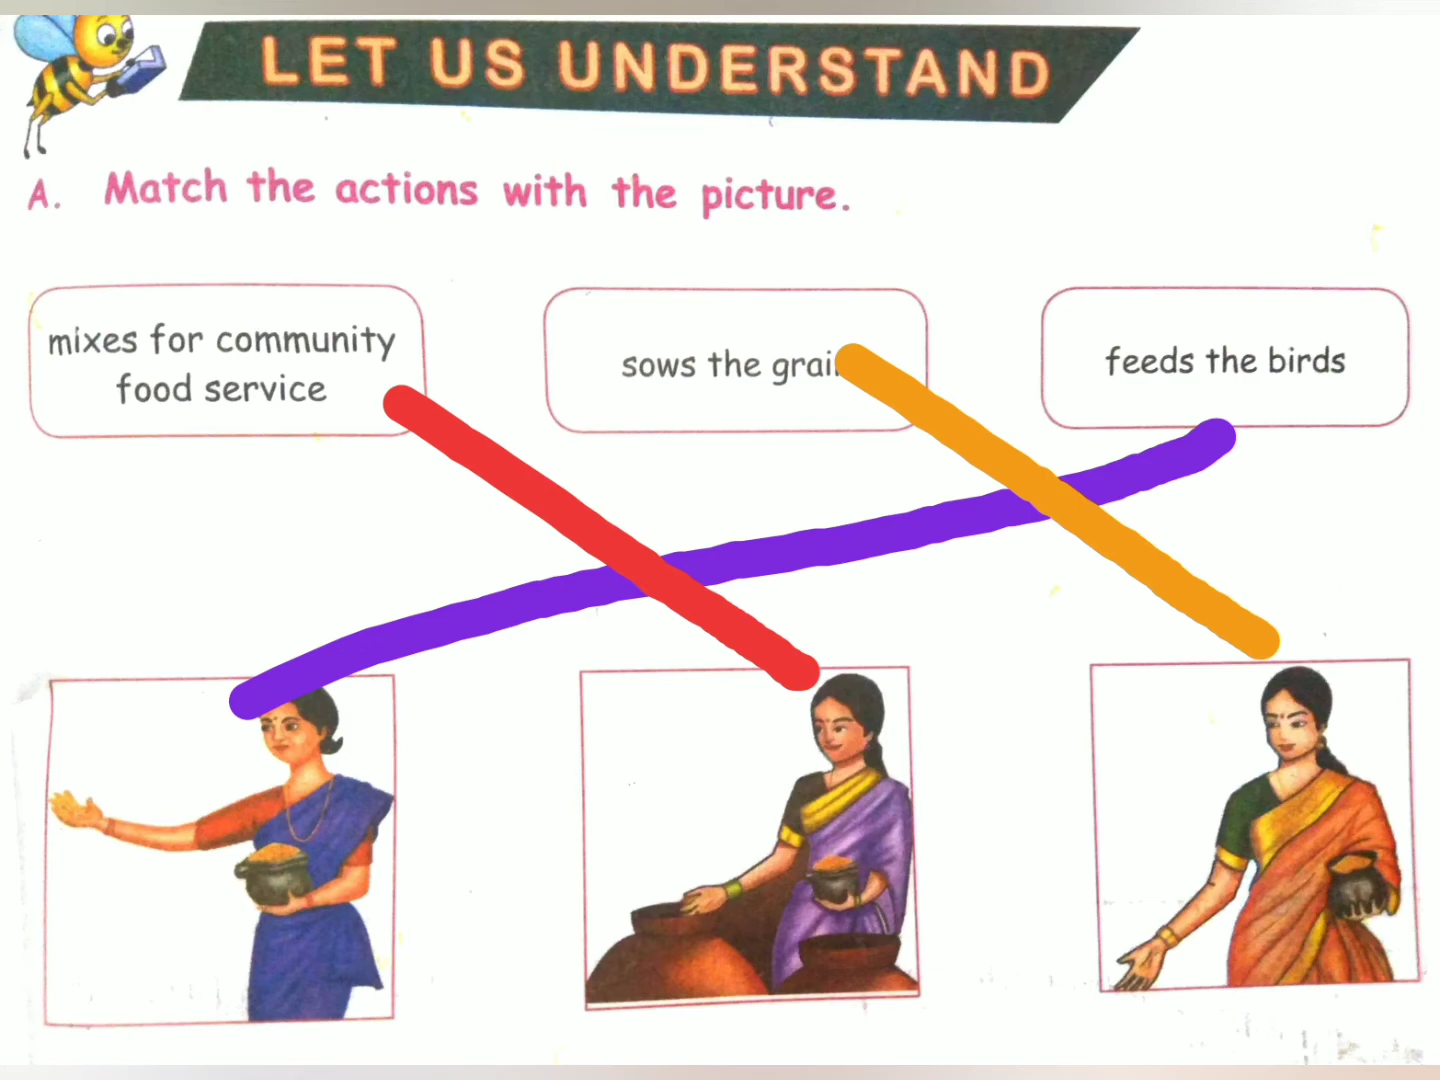 LET US UNDERSTAND
A. Match the actions with the picture.
mixes for community
food service
sows the
feeds the birds